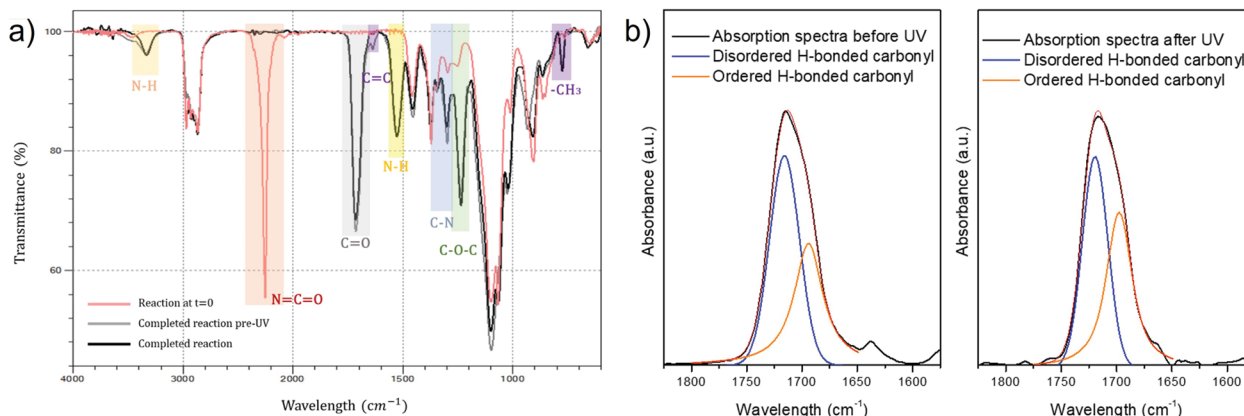 a)
100
80
60
Transmittance (%)
N-H
N=C=O
C=O
C=C
N-H
C-N
C-O-C
-CH₃
Reaction at t=0
Completed reaction pre-UV
Completed reaction
4000
3000
2000
1500
1000
Wavelength (cm⁻¹)
b)
Absorption spectra before UV
Disordered H-bonded carbonyl
Ordered H-bonded carbonyl
Absorbance (a.u.)
1825
1750
1700
1650
1600
Wavelength (cm⁻¹)
Absorption spectra after UV
Disordered H-bonded carbonyl
Ordered H-bonded carbonyl
Absorbance (a.u.)
1825
1750
1700
1650
1600
Wavelength (cm⁻¹)